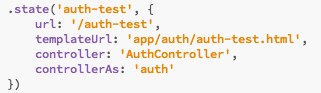 .state('auth-test', {
    url: '/auth-test',
    templateUrl: 'app/auth/auth-test.html',
    controller: 'AuthController',
    controllerAs: 'auth'
})